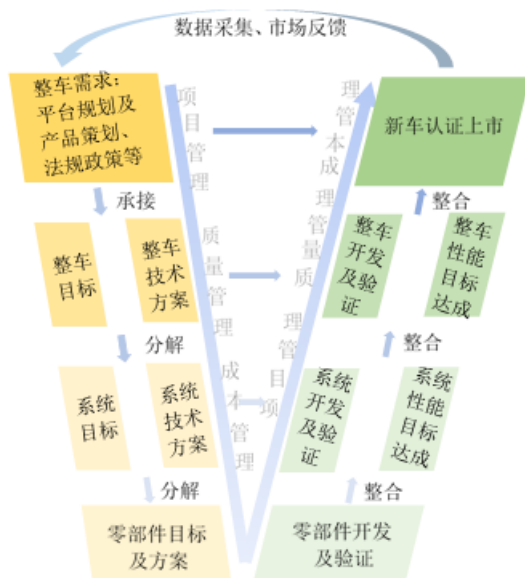 数据采集、市场反馈
整车需求：
平台规划及
产品策划、
法规政策等
承接
整车
目标
整车
技术
方案
分解
系统
目标
系统
技术
方案
分解
零部件目标
及方案
项目管理
质量管理
成本管理
理管本成
理管量质
理管目项
新车认证上市
整合
整车
开发
及验
证
整车
性能
目标
达成
整合
系统
开发
及验
证
系统
性能
目标
达成
整合
零部件开发
及验证